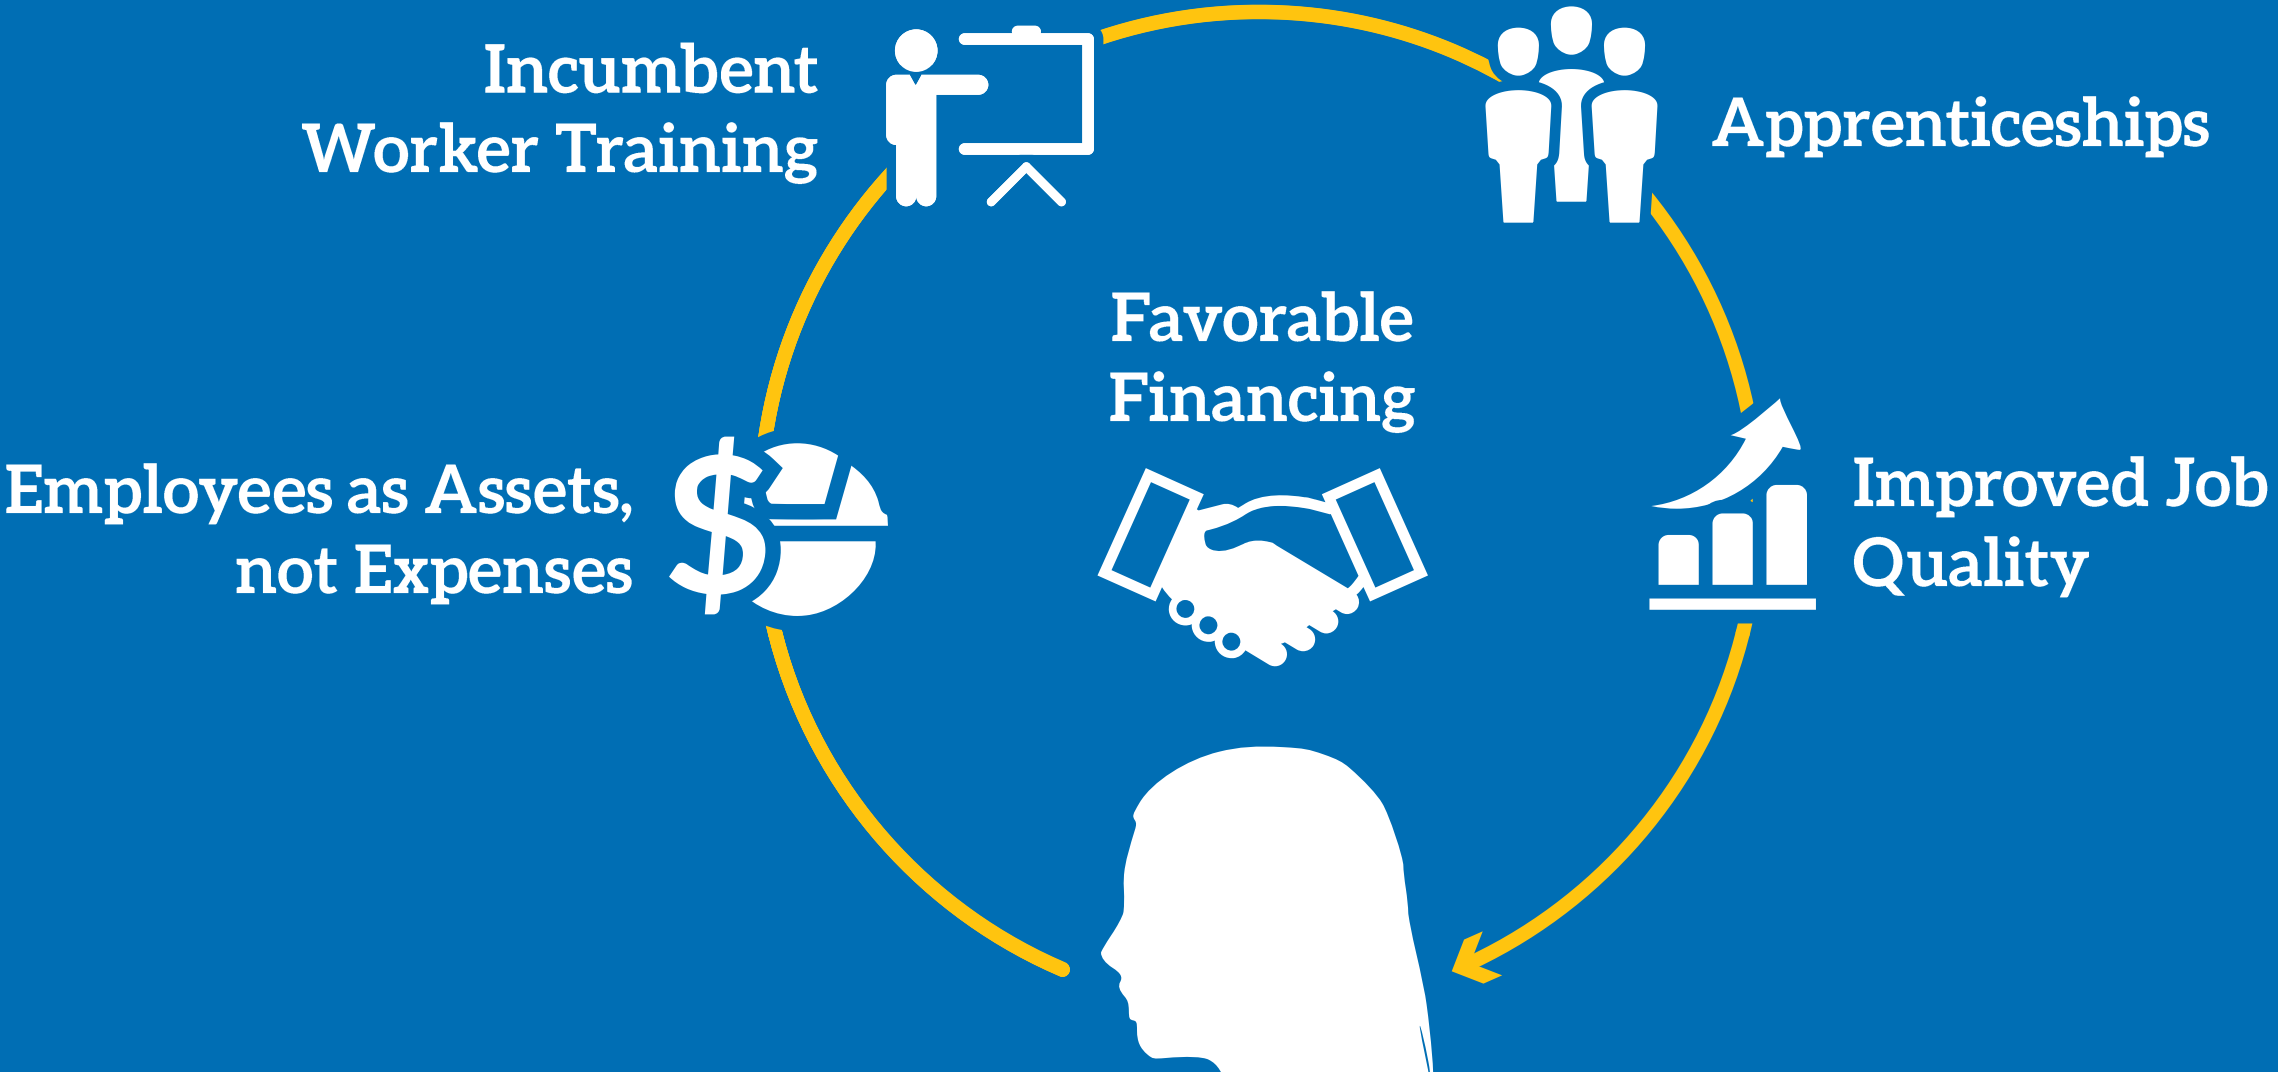 Incumbent
Worker Training
Apprenticeships
Favorable
Financing
Employees as Assets,
not Expenses
Improved Job
Quality